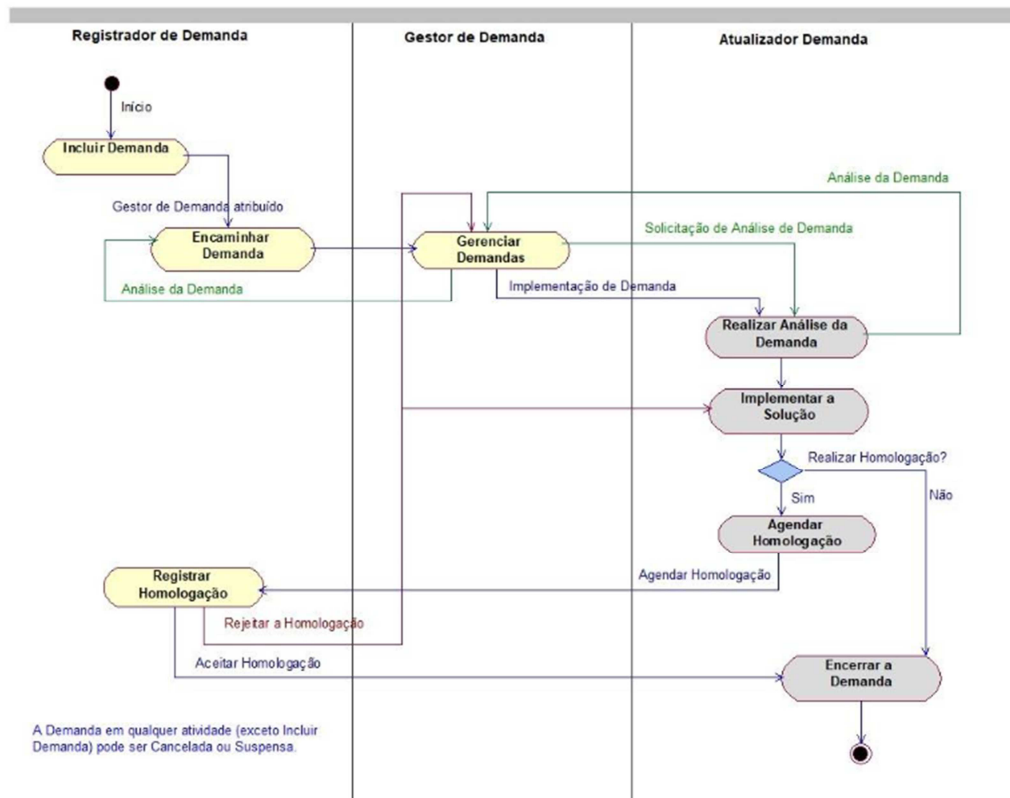 Registrador de Demanda
Gestor de Demanda
Atualizador Demanda
Início
Incluir Demanda
Análise da Demanda
Gestor de Demanda atribuído
Solicitação de Análise de Demanda
Encaminhar
Demanda
Gerenciar
Demandas
Análise da Demanda
Implementação de Demanda
Realizar Análise da
Demanda
Implementar a
Solução
Realizar Homologação?
Sim
Não
Agendar
Homologação
Registrar
Homologação
Agendar Homologação
Rejeitar a Homologação
Aceitar Homologação
Encerrar a
Demanda
A Demanda em qualquer atividade (exceto Incluir
Demanda) pode ser Cancelada ou Suspensa.